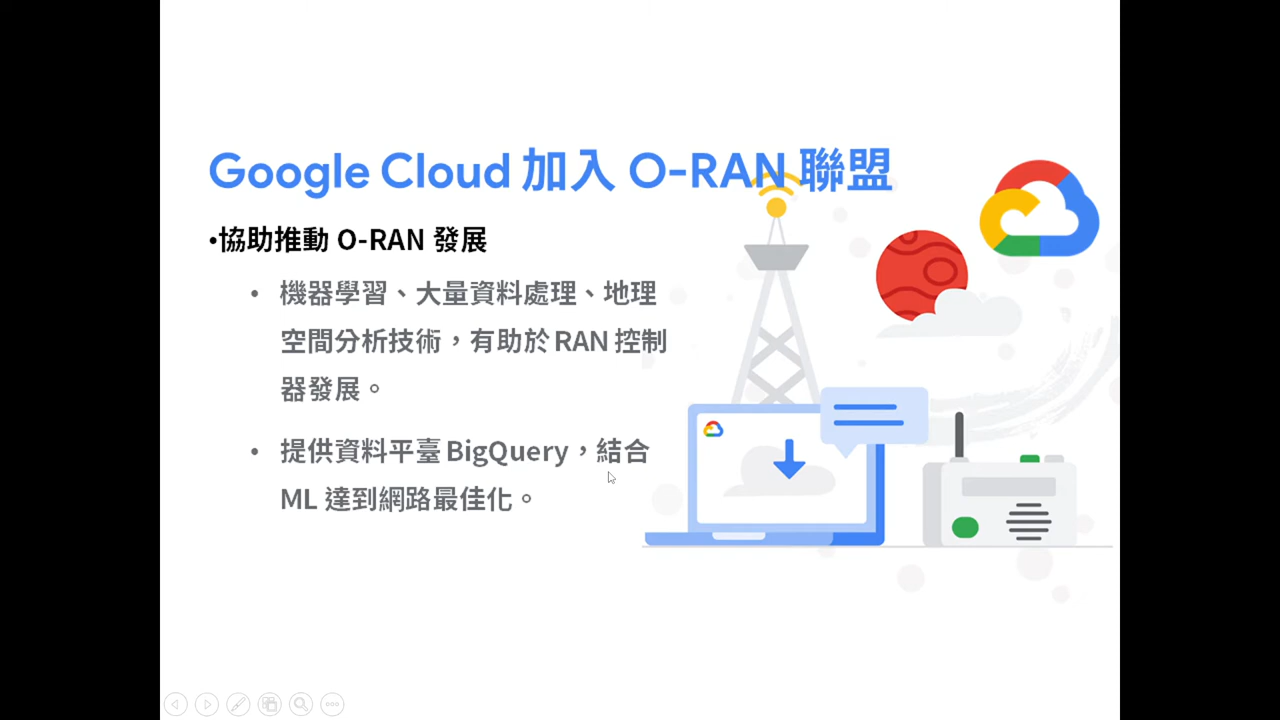 Google Cloud 加入 O-RAN 聯盟
•協助推動 O-RAN 發展
• 機器學習、大量資料處理、地理
空間分析技術，有助於 RAN 控制
器發展。
• 提供資料平臺 BigQuery，結合
ML 達到網路最佳化。